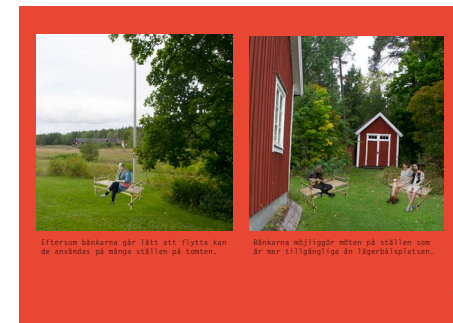 Eftersom bänkarna går lätt att flytta kan
de användas på många ställen på tomten.
Bänkarna möjliggör möten på ställen som
är mer tillgängliga än lägerbålsplatsen.